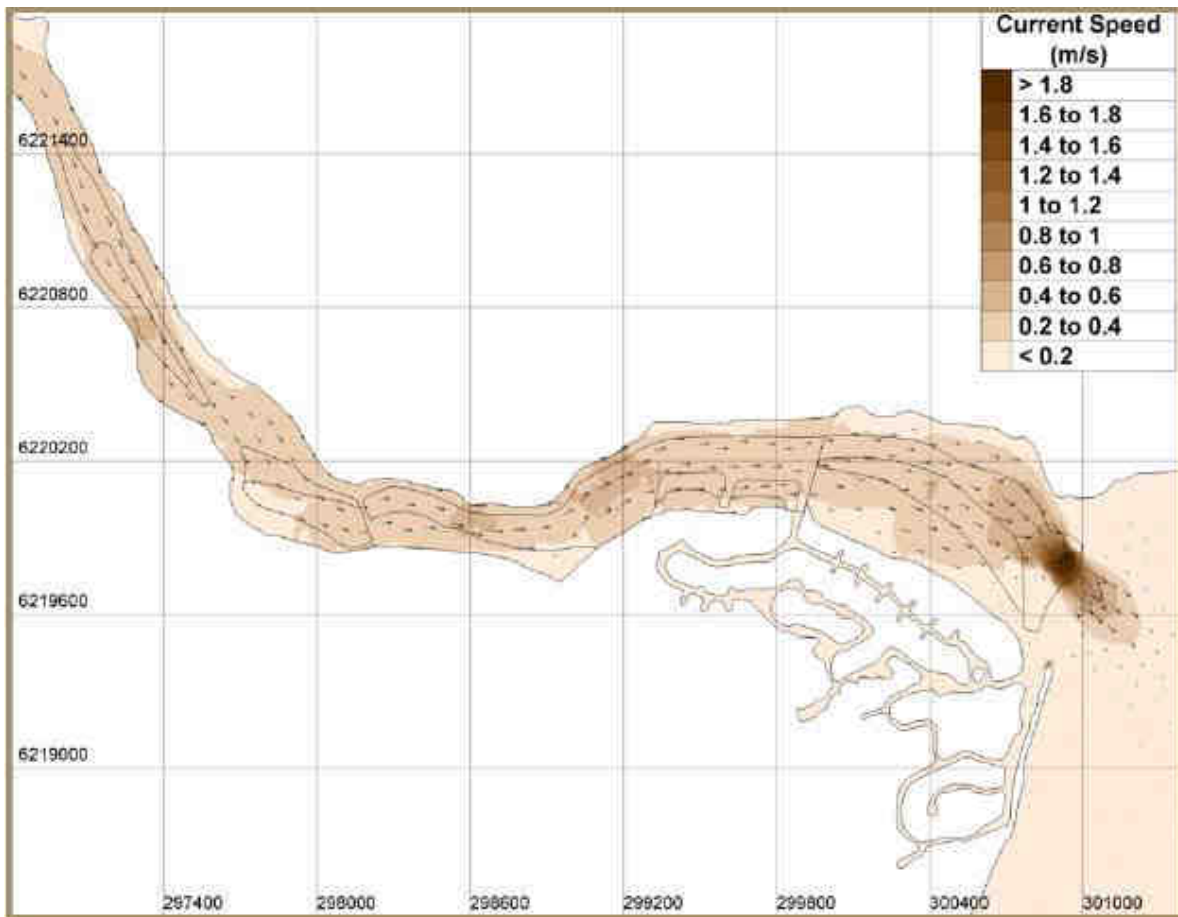 Current Speed
(m/s)
> 1.8
1.6 to 1.8
1.4 to 1.6
1.2 to 1.4
1 to 1.2
0.8 to 1
0.6 to 0.8
0.4 to 0.6
0.2 to 0.4
< 0.2
6221400
6220800
6220200
6219600
6219000
297400 298000 298600 299200 299800 300400 301000